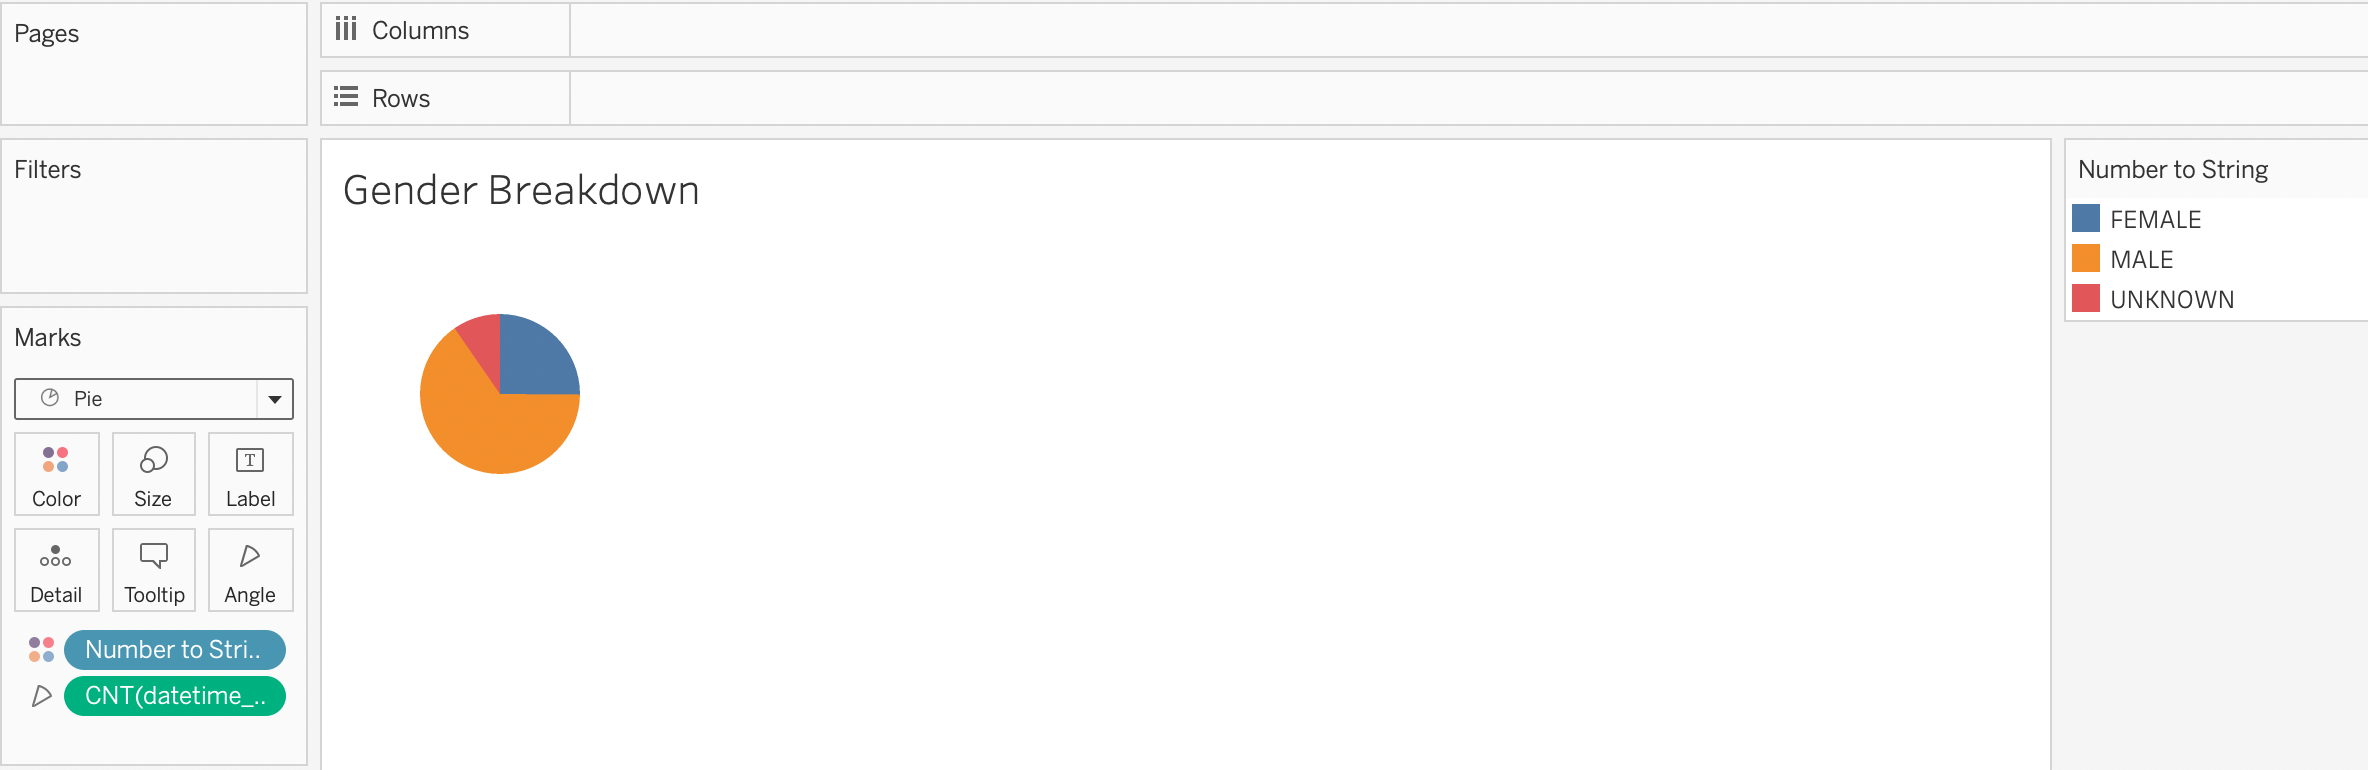 Pages
Columns
Rows
Filters
Gender Breakdown
Number to String
FEMALE
MALE
UNKNOWN
Marks
Pie
Color
Size
T
Label
Detail
Tooltip
Angle
Number to Stri..
CNT(datetime_..